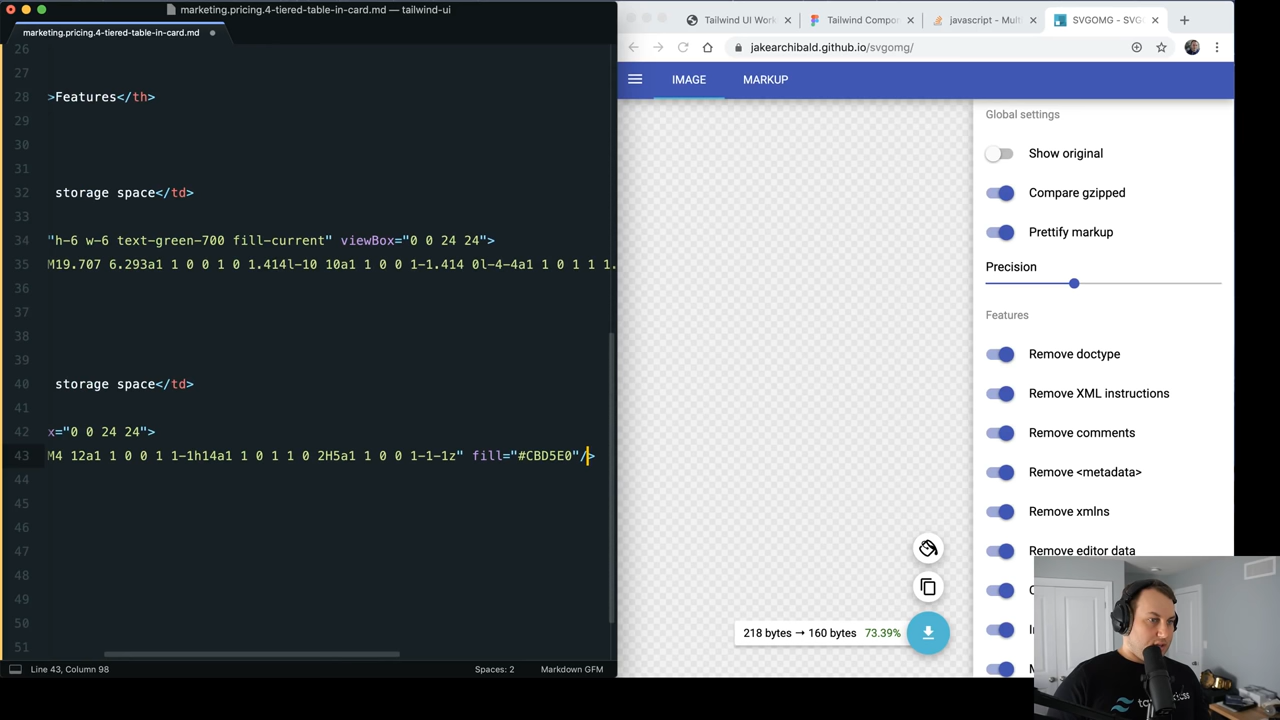 marketing.pricing.4-tiered-table-in-card.md — tailwind-ui
marketing.pricing.4-tiered-table-in-card.md
26
27
28 >Features</th>
29
30
31
32 storage space</td>
33
34 "h-6 w-6 text-green-700 fill-current" viewBox="0 0 24 24">
35 M19.707 6.293a1 1 0 0 1 0 1.414l-10 10a1 1 0 0 1-1.414 0l-4-4a1 1 0 1 1 1.
36
37
38
39
40 storage space</td>
41
42 x="0 0 24 24">
43 M4 12a1 1 0 0 1 1-1h14a1 1 0 1 1 0 2H5a1 1 0 0 1-1-1z" fill="#CBD5E0"/>
44
45
46
47
48
49
50
51
Line 43, Column 98
Spaces: 2
Markdown GFM
Tailwind UI Work
Tailwind Compo
javascript - Mult
SVGOMG - SVG
jakearchibald.github.io/svgomg/
IMAGE
MARKUP
Global settings
Show original
Compare gzipped
Prettify markup
Precision
Features
Remove doctype
Remove XML instructions
Remove comments
Remove <metadata>
Remove xmlns
Remove editor data
218 bytes → 160 bytes 73.39%